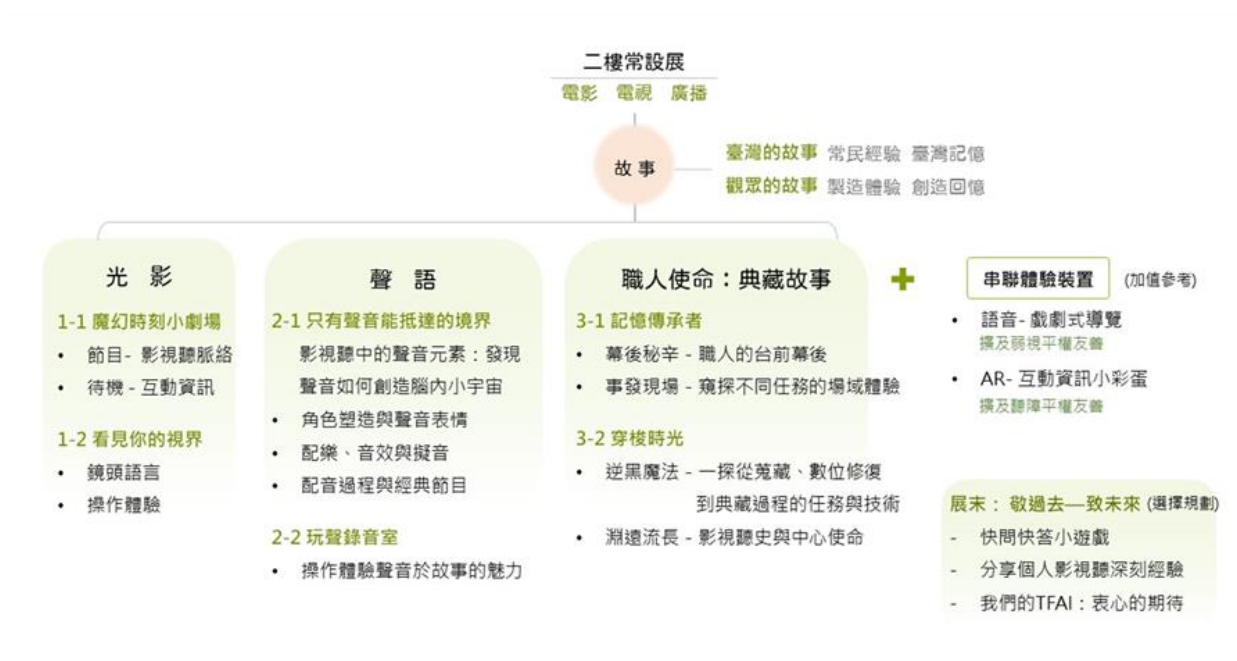 二樓常設展
電影 電視 廣播
故事
臺灣的故事 常民經驗 臺灣記憶
觀眾的故事 製造體驗 創造回憶
光 影
1-1 魔幻時刻小劇場
• 節目- 影視聽脈絡
• 待機 - 互動資訊
1-2 看見你的視界
• 鏡頭語言
• 操作體驗
聲 語
2-1 只有聲音能抵達的境界
影視聽中的聲音元素：發現
聲音如何創造腦內小宇宙
• 角色塑造與聲音表情
• 配樂、音效與擬音
• 配音過程與經典節目
2-2 玩聲錄音室
• 操作體驗聲音於故事的魅力
職人使命：典藏故事
3-1 記憶傳承者
• 幕後秘辛 - 職人的台前幕後
• 事發現場 - 窺探不同任務的場域體驗
3-2 穿梭時光
• 逆黑魔法 - 一探從蒐藏、數位修復
到典藏過程的任務與技術
• 淵遠流長 - 影視聽史與中心使命
+
串聯體驗裝置 (加值參考)
• 語音- 戲劇式導覽
擴及弱視平權友善
• AR- 互動資訊小彩蛋
擴及聽障平權友善
展末： 敬過去—致未來 (選擇規劃)
- 快問快答小遊戲
- 分享個人影視聽深刻經驗
- 我們的TFAI：衷心的期待